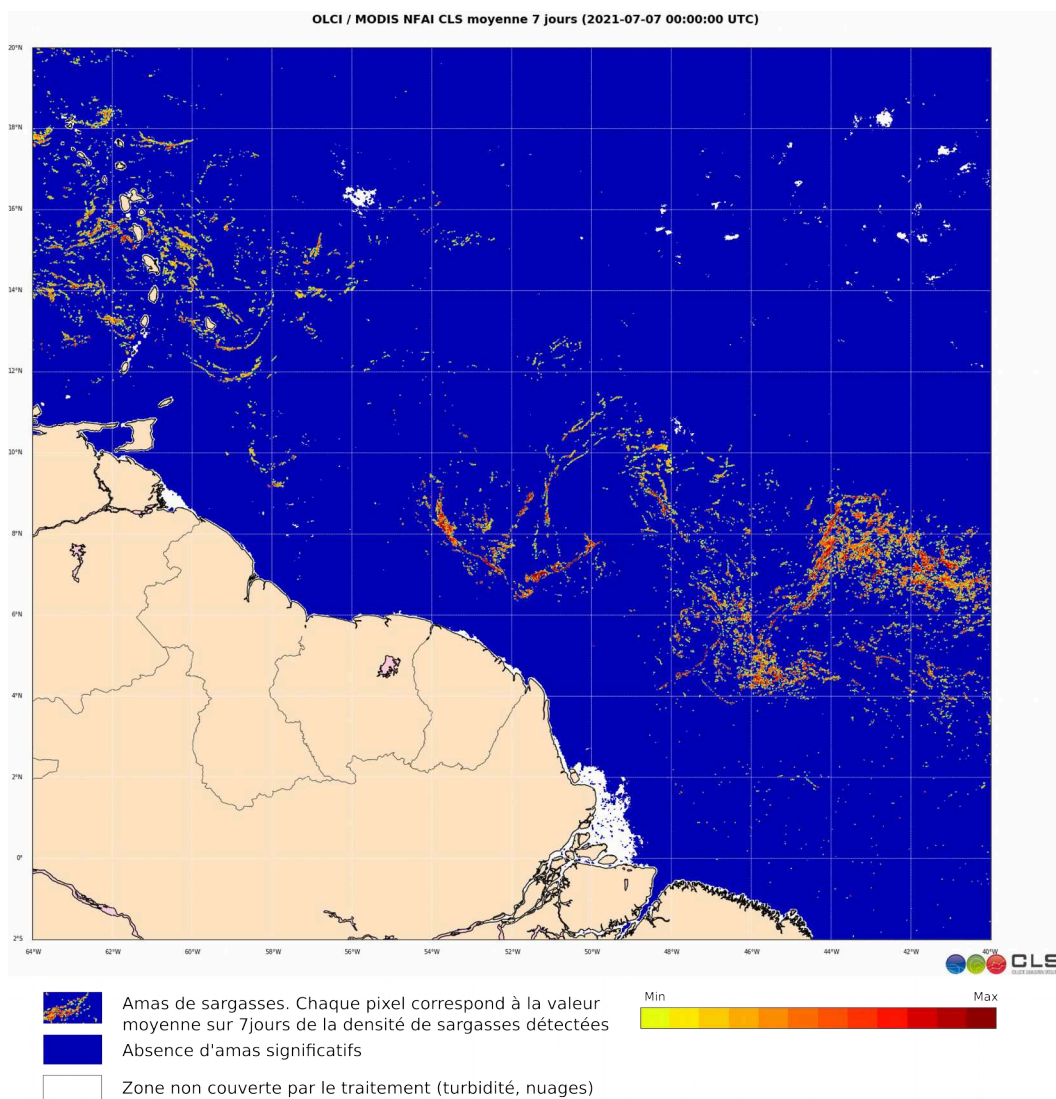 OLCI / MODIS NFAI CLS moyenne 7 jours (2021-07-07 00:00:00 UTC)
20°N
18°N
16°N
14°N
12°N
10°N
8°N
6°N
4°N
2°N
0°
2°S
64°W 62°W 60°W 58°W 56°W 54°W 52°W 50°W 48°W 46°W 44°W 42°W 40°W
CLS
Amas de sargasses. Chaque pixel correspond à la valeur
moyenne sur 7jours de la densité de sargasses détectées
Min Max
Absence d'amas significatifs
Zone non couverte par le traitement (turbidité, nuages)